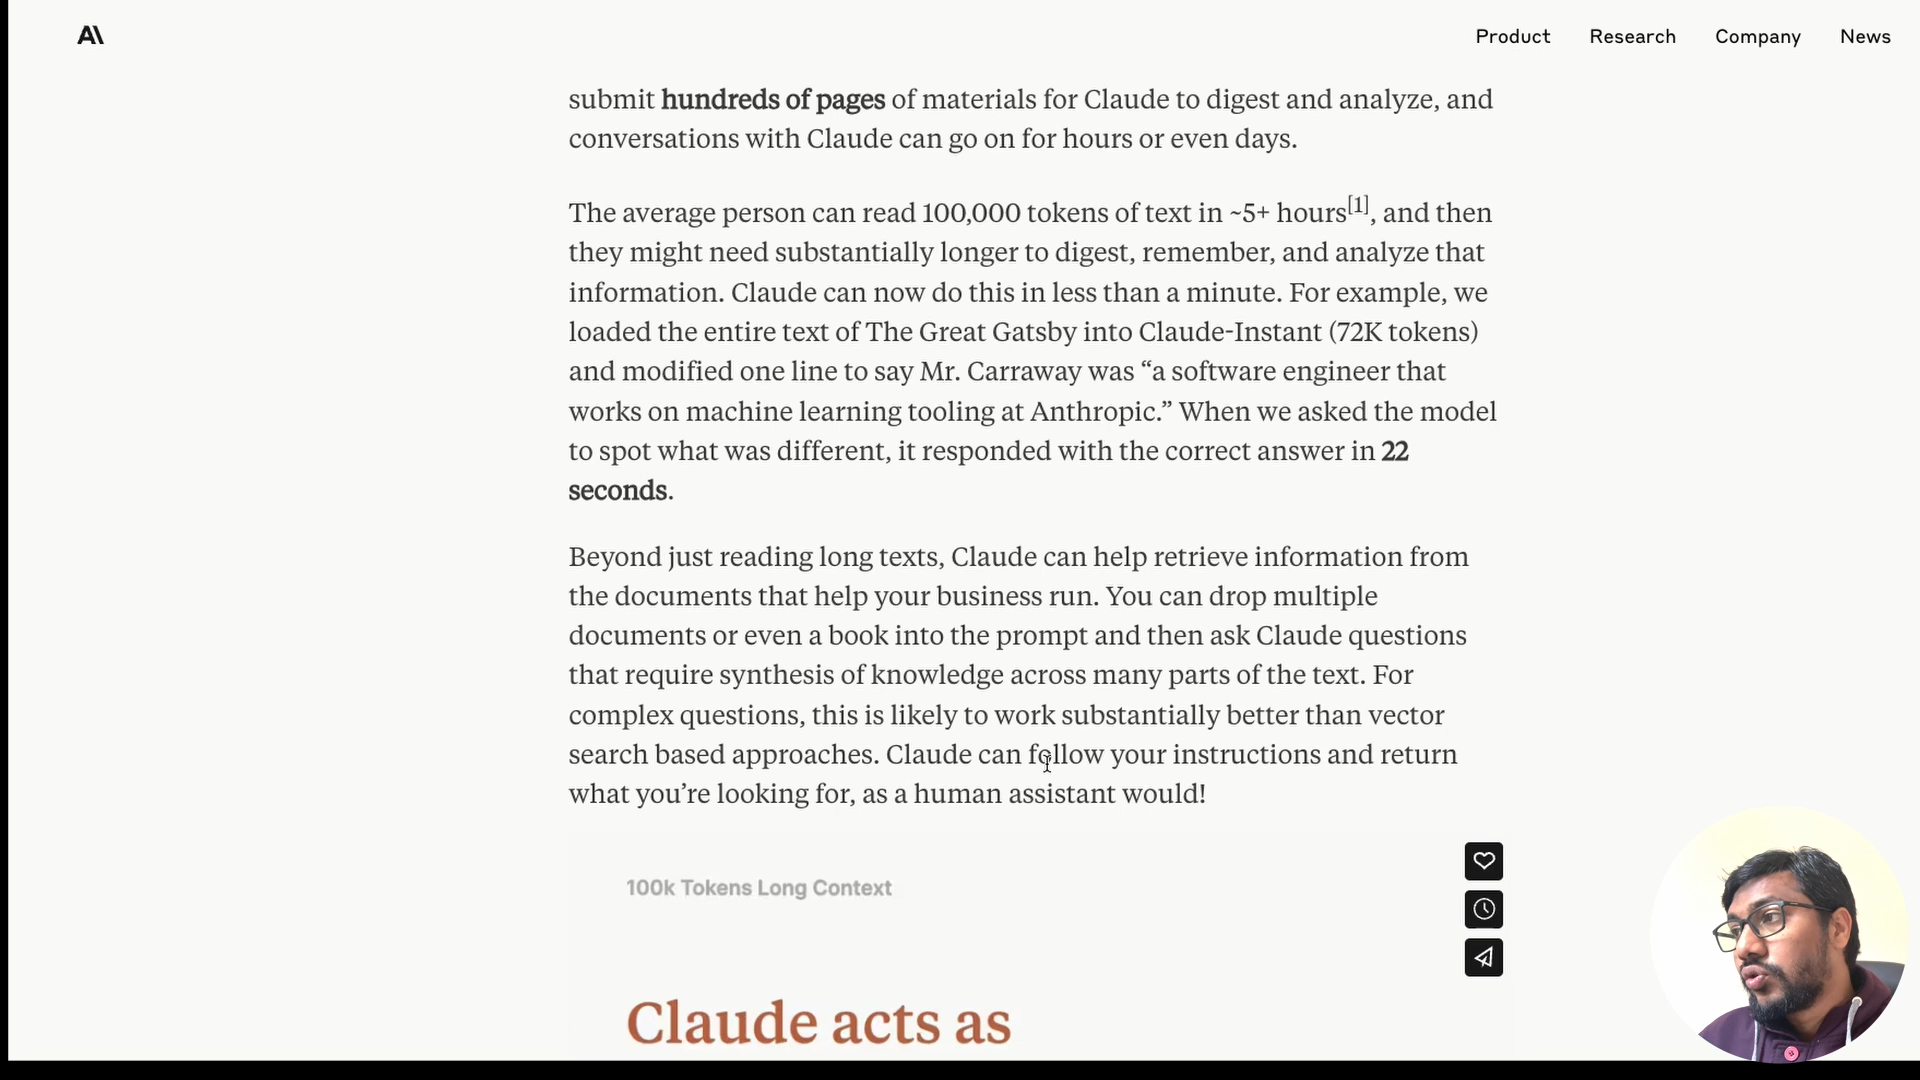 A\
Product Research Company News
submit hundreds of pages of materials for Claude to digest and analyze, and
conversations with Claude can go on for hours or even days.
The average person can read 100,000 tokens of text in ~5+ hours[1], and then
they might need substantially longer to digest, remember, and analyze that
information. Claude can now do this in less than a minute. For example, we
loaded the entire text of The Great Gatsby into Claude-Instant (72K tokens)
and modified one line to say Mr. Carraway was “a software engineer that
works on machine learning tooling at Anthropic.” When we asked the model
to spot what was different, it responded with the correct answer in 22
seconds.
Beyond just reading long texts, Claude can help retrieve information from
the documents that help your business run. You can drop multiple
documents or even a book into the prompt and then ask Claude questions
that require synthesis of knowledge across many parts of the text. For
complex questions, this is likely to work substantially better than vector
search based approaches. Claude can follow your instructions and return
what you’re looking for, as a human assistant would!
100k Tokens Long Context
Claude acts as